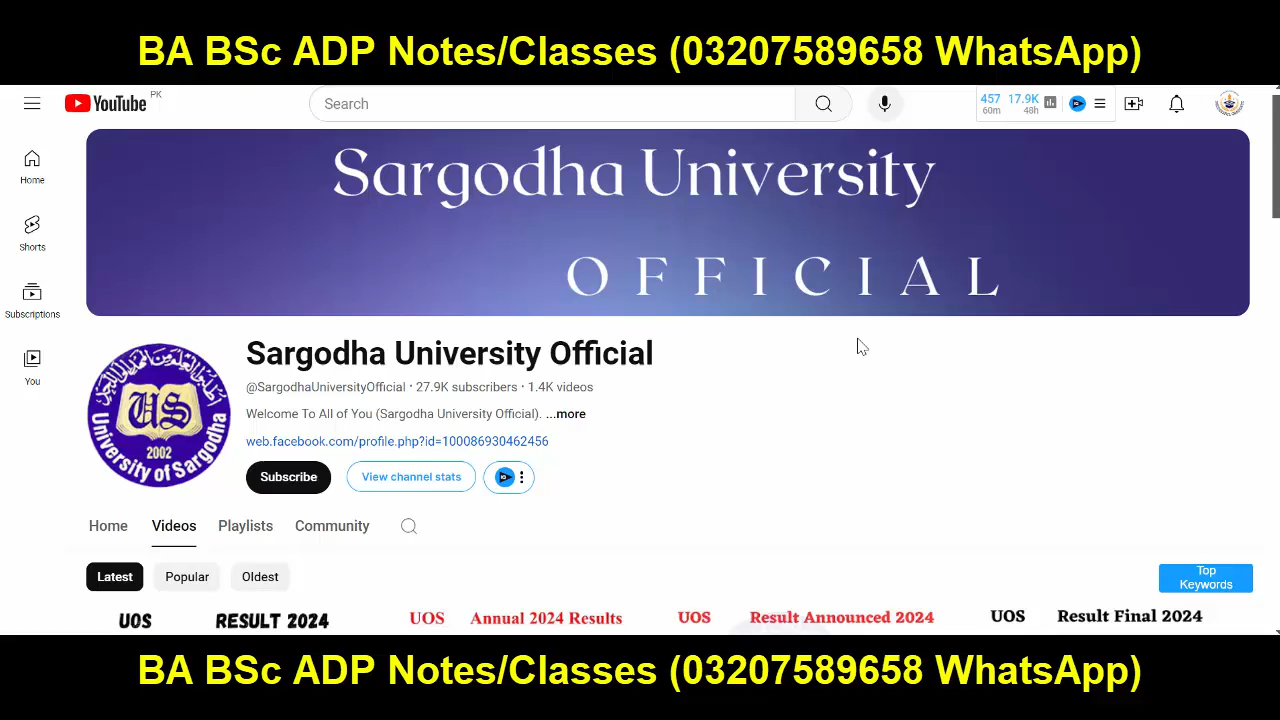 BA BSc ADP Notes/Classes (03207589658 WhatsApp)
YouTube PK
Search
457 17.9K
60m 48h
Sargodha University
OFFICIAL
Home
Shorts
Subscriptions
You
US
2002
University of Sargodha
Sargodha University Official
@SargodhaUniversityOfficial • 27.9K subscribers • 1.4K videos
Welcome To All of You (Sargodha University Official). ...more
web.facebook.com/profile.php?id=100086930462456
Subscribe View channel stats
Home Videos Playlists Community
Latest Popular Oldest
Top
Keywords
UOS RESULT 2024 UOS Annual 2024 Results UOS Result Announced 2024 UOS Result Final 2024
BA BSc ADP Notes/Classes (03207589658 WhatsApp)